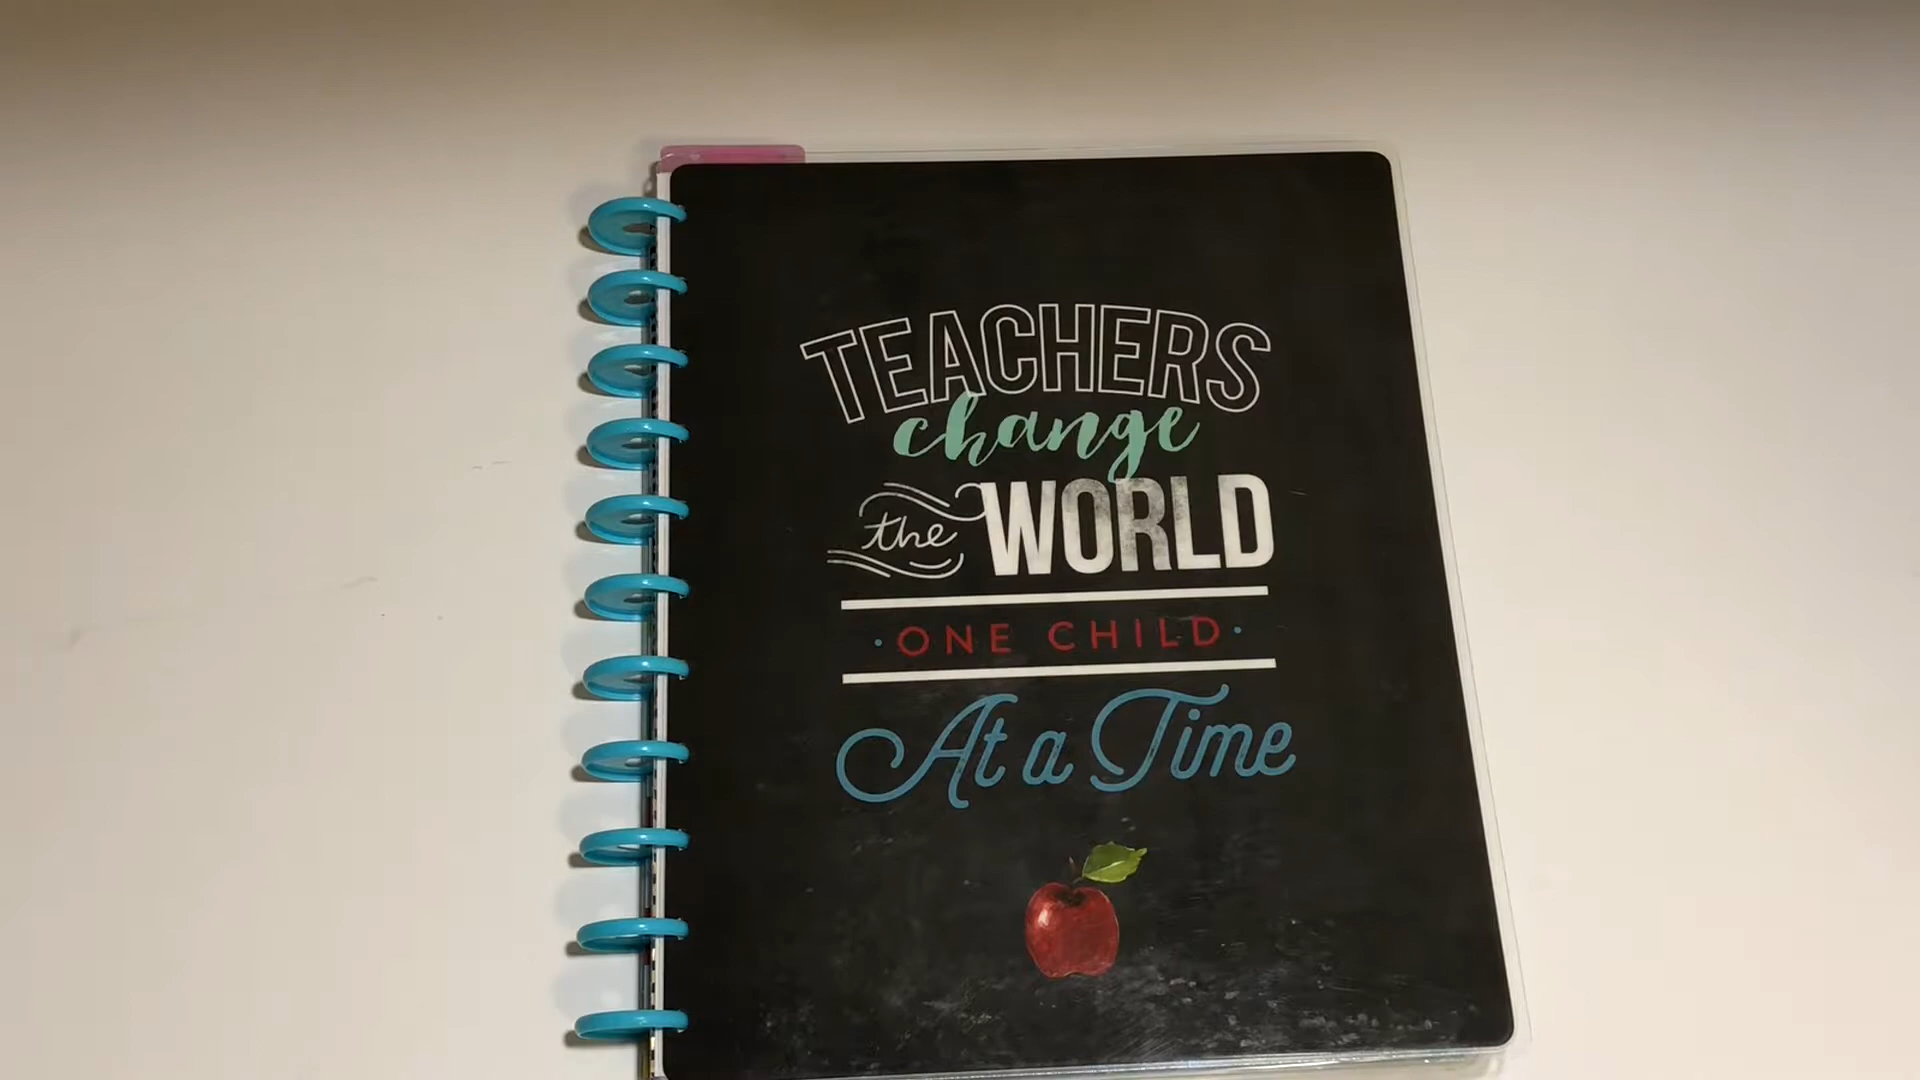 TEACHERS
change
the WORLD
· ONE CHILD ·
At a Time